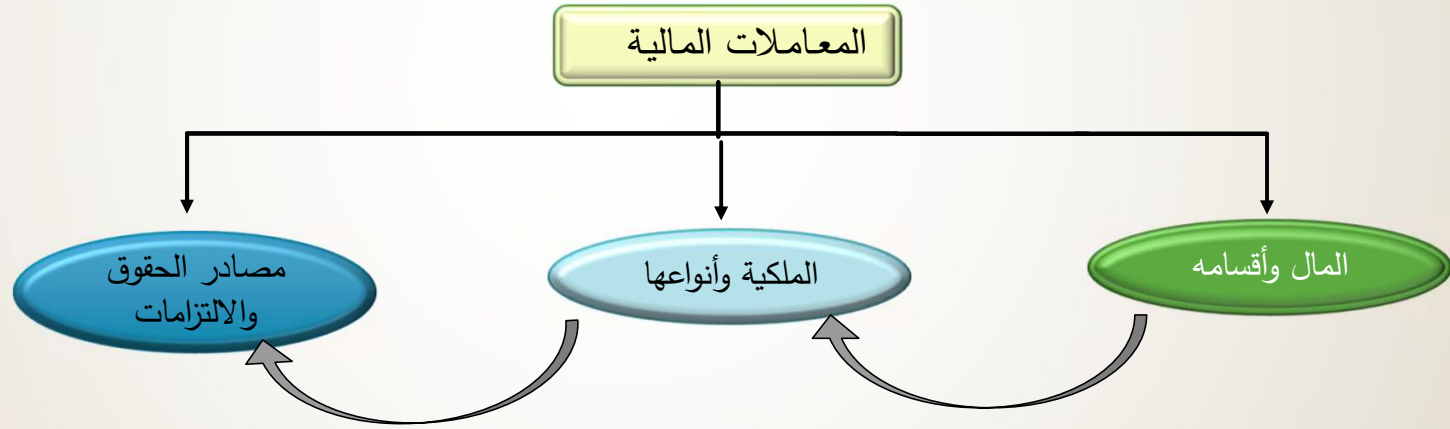 المعاملات المالية
المال وأقسامه
الملكية وأنواعها
مصادر الحقوق
والالتزامات